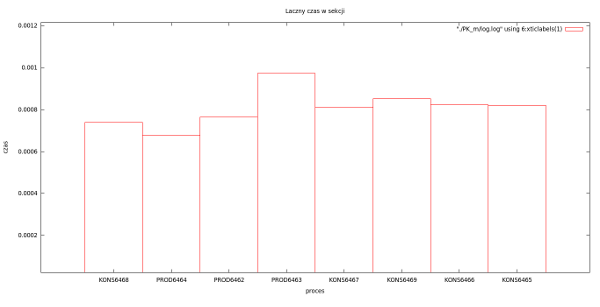 Laczny czas w sekcji
"./PK_m/log.log" using 6:xticlabels(1)
0.0012
0.001
0.0008
0.0006
0.0004
0.0002
czas
KONS6468 PROD6464 PROD6462 PROD6463 KONS6467 KONS6469 KONS6466 KONS6465
proces